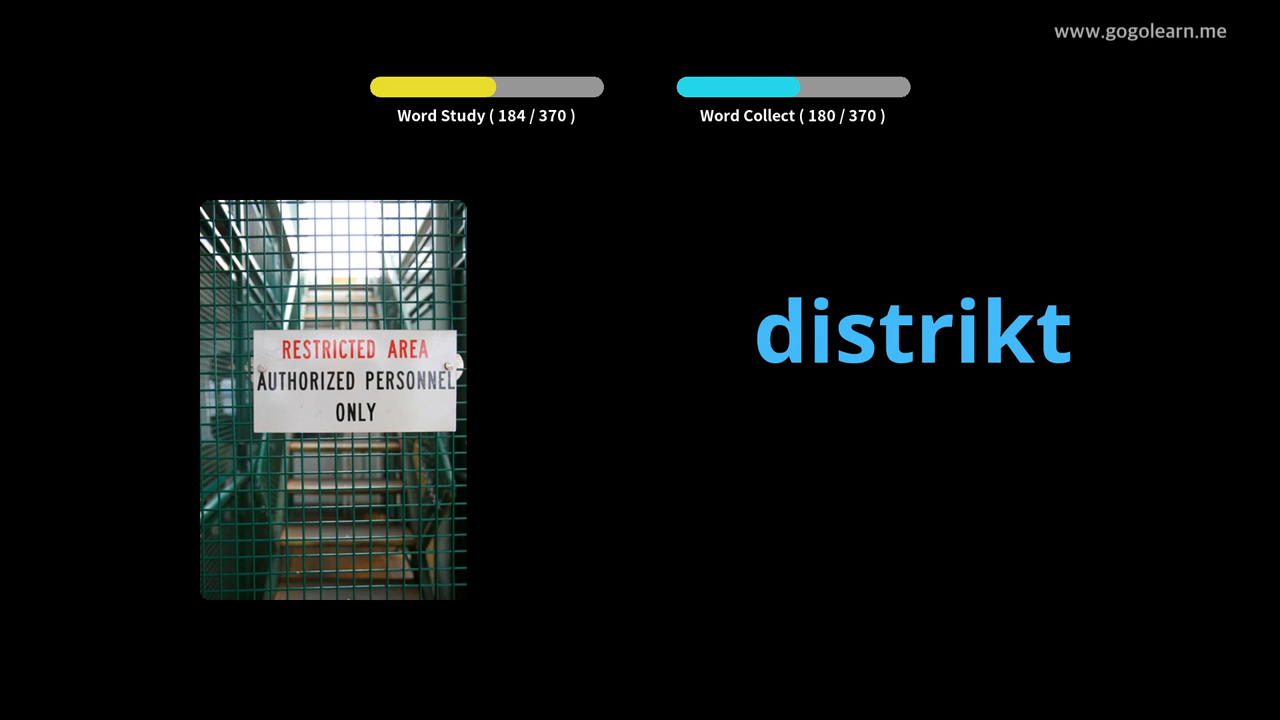 www.gogolearn.me
Word Study ( 184 / 370 )
Word Collect ( 180 / 370 )
RESTRICTED AREA
AUTHORIZED PERSONNEL
ONLY
distrikt